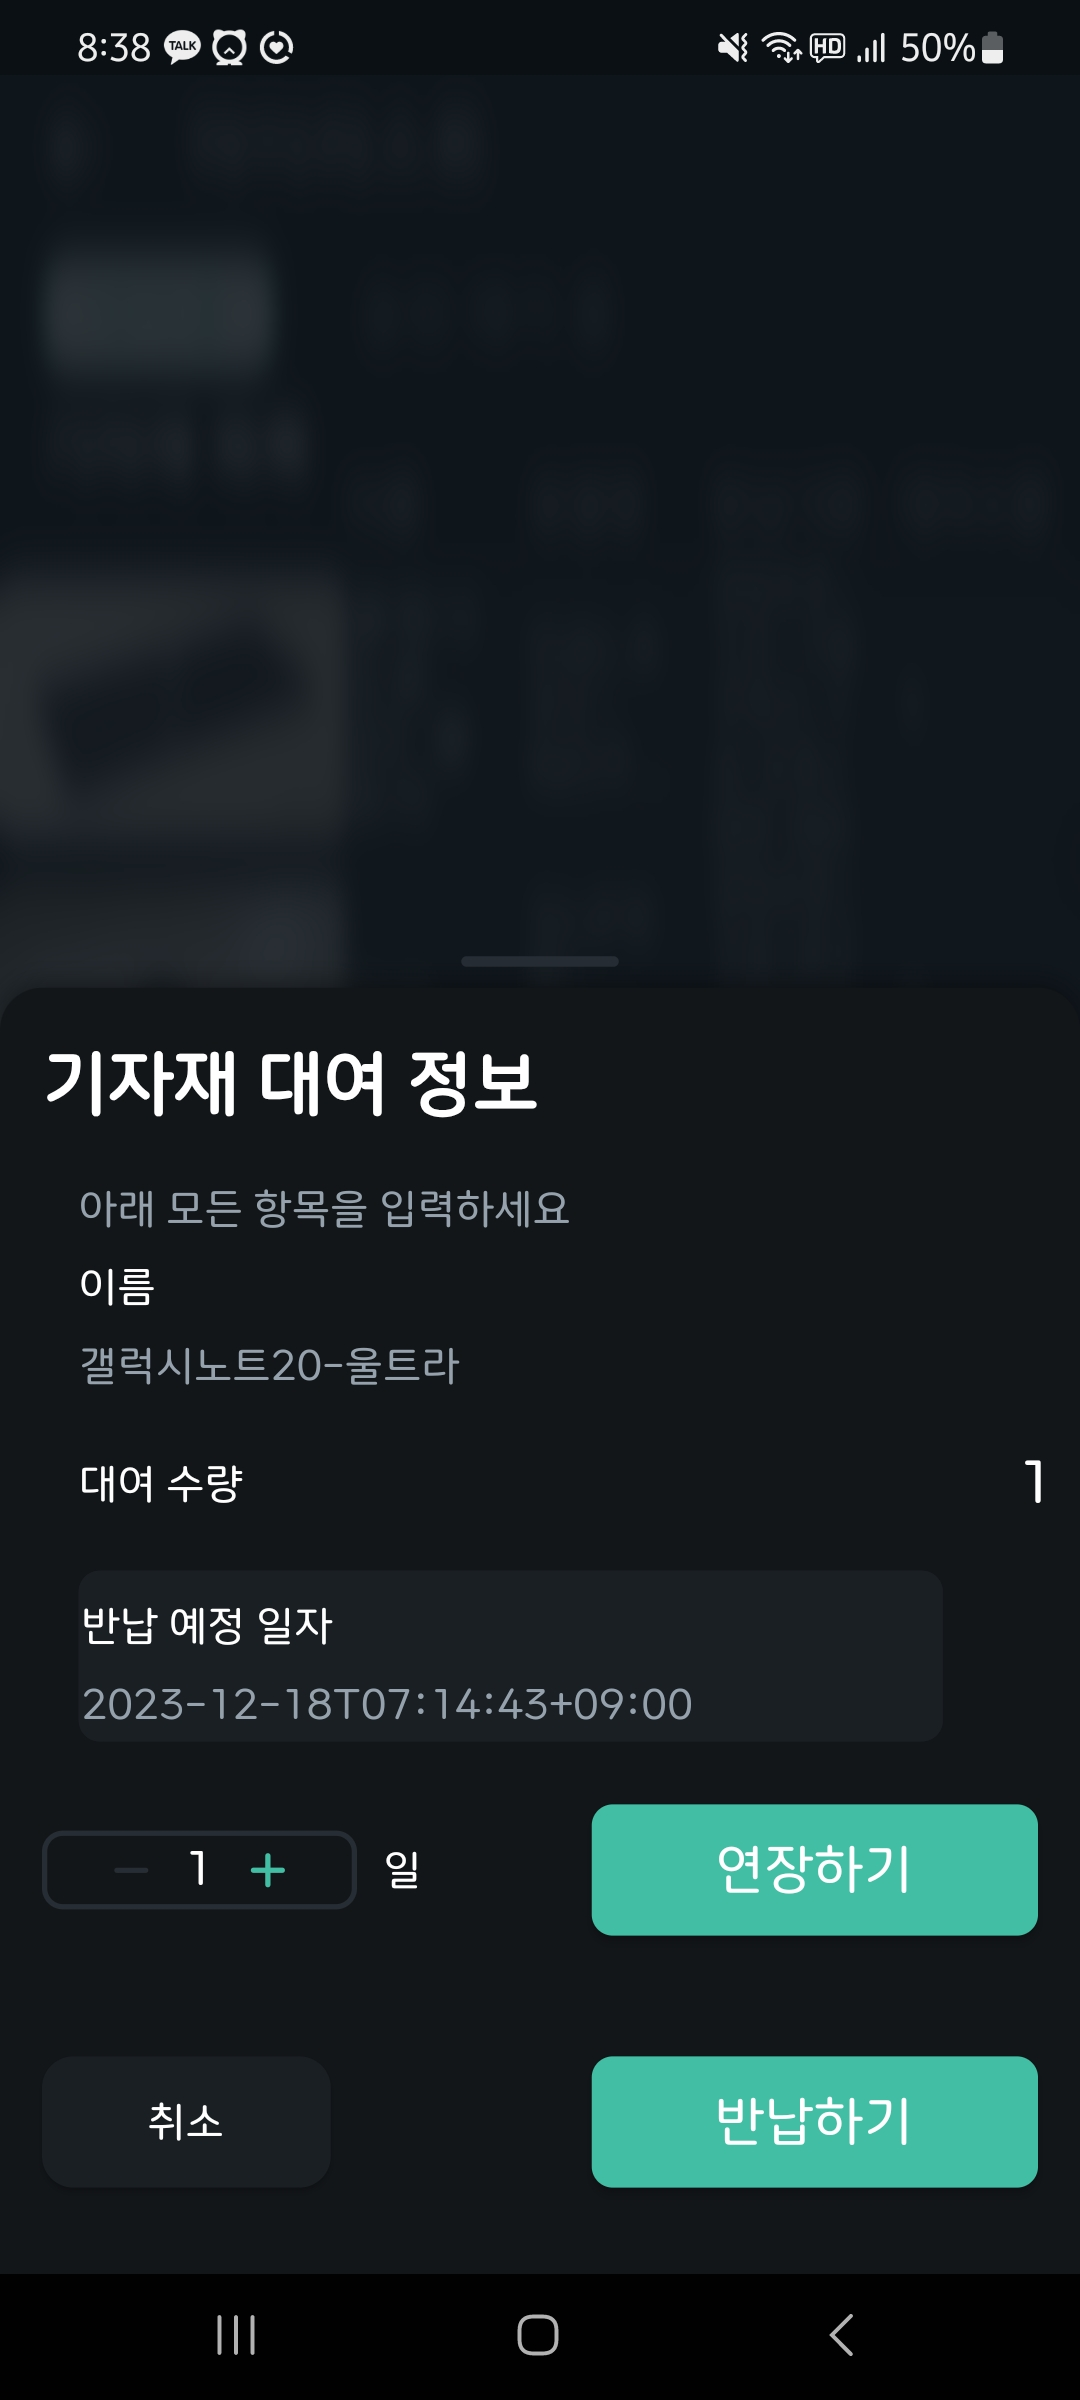 8:38 TALK HD 50%
기자재 대여 정보
아래 모든 항목을 입력하세요
이름
갤럭시노트20-울트라
대여 수량 1
반납 예정 일자
2023-12-18T07:14:43+09:00
− 1 + 일 연장하기
취소 반납하기